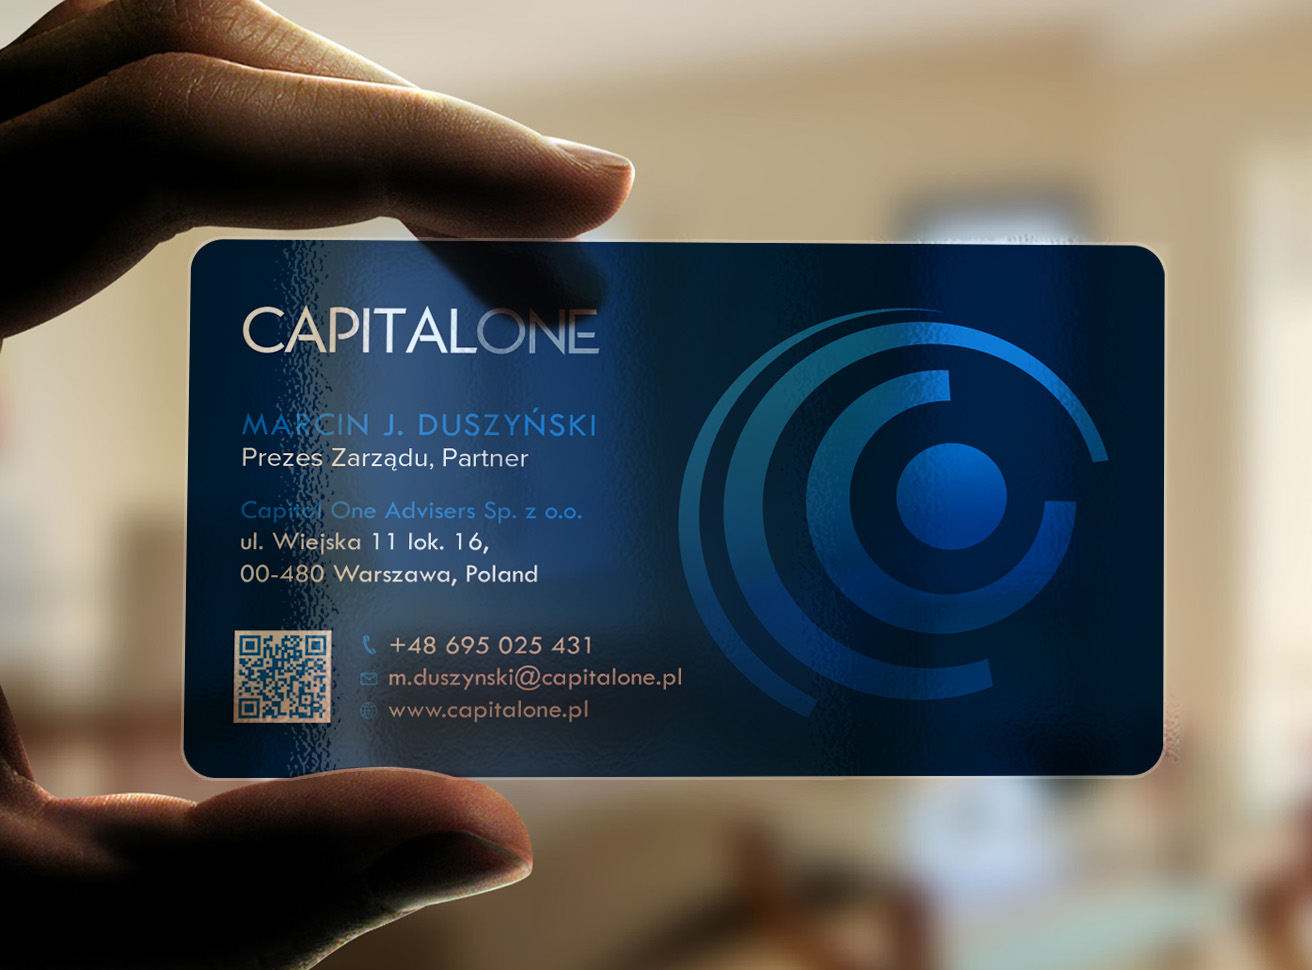 CAPITALONE
MARCIN J. DUSZYŃSKI
Prezes Zarządu, Partner
Capital One Advisers Sp. z o.o.
ul. Wiejska 11 lok. 16,
00-480 Warszawa, Poland
+48 695 025 431
m.duszynski@capitalone.pl
www.capitalone.pl